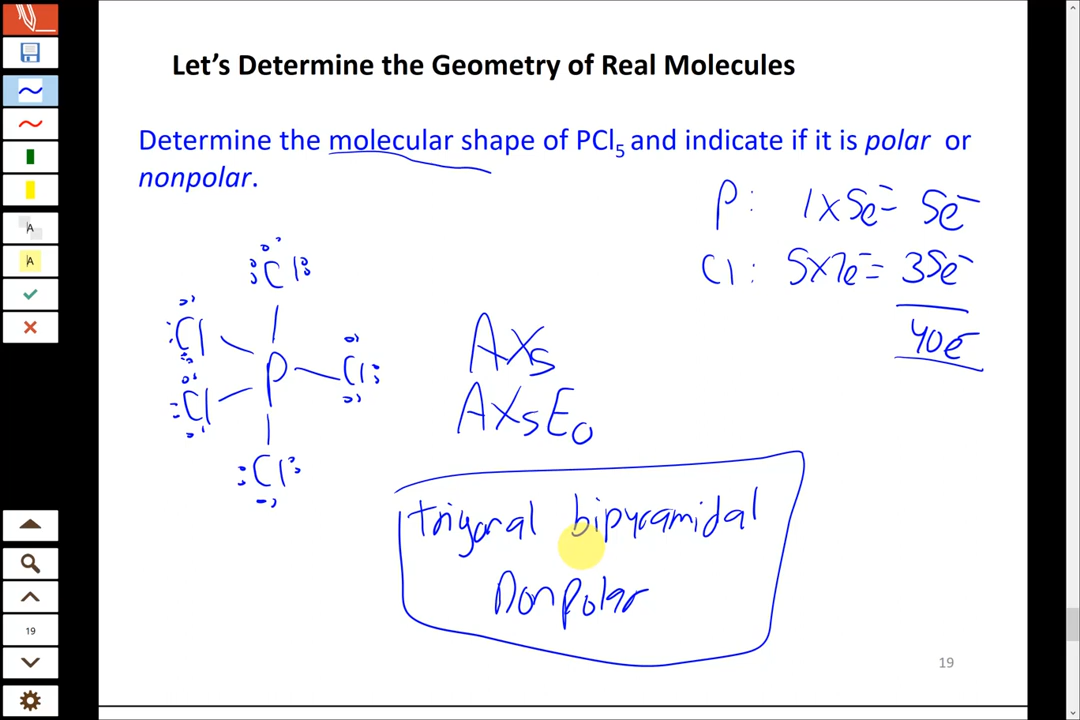 Let's Determine the Geometry of Real Molecules
Determine the molecular shape of PCl₅ and indicate if it is polar or
nonpolar.
P: 1x5e⁻= 5e⁻
Cl: 5x7e⁻= 35e⁻
40e⁻
Cl
Cl
P
Cl
Cl
Cl
AX₅
AX₅E₀
trigonal bipyramidal
Nonpolar
19
19
A
A